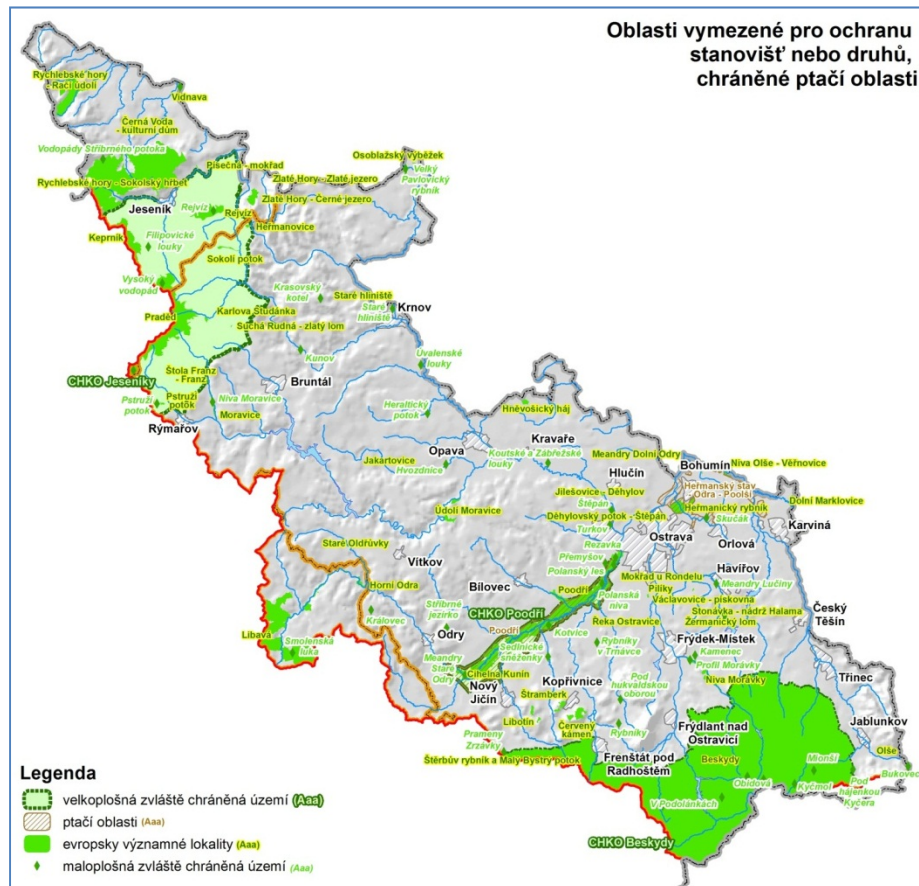 Oblasti vymezené pro ochranu
stanovišť nebo druhů,
chráněné ptačí oblasti
Rychlebské hory
- Račí údolí
Vidnava
Černá Voda
- kulturní dům
Vodopády Stříbrného potoka
Písečná - mokřad
Osoblažský Výběžek
Velký
Pavlovický
rybník
Zlaté Hory - Zlaté jezero
Rychlebské hory - Sokolský hřbet
Zlaté Hory - Černé jezero
Jeseník
Rejvíz
Rejvíz
Heřmanovice
Keprník
Filipovické
louky
Sokolí potok
Vysoký
vodopád
Krasovský
kotel
Staré hliniště
Staré
hliniště
Krnov
Praděd
Karlova Studánka
Suchá Rudná - zlatý lom
Kunov
Úvalenské
louky
CHKO Jeseníky
Štola Franz
- Franz
Bruntál
Pstruží
potok
Pstruží
potok
Niva Moravice
Moravice
Rýmařov
Heraltický
potok
Hněvošický háj
Opava
Kravaře
Koutské a Zábřežské
louky
Jakartovice
Hvozdnice
Meandry Dolní Odry
Bohumín
Niva Olše - Věřňovice
Hlučín
Heřmanský stav
Odra - Poolší
Jilešovice - Děhylov
Dolní Marklovice
Štěpán
Heřmanický rybník
Údolí Moravice
Děhylovský potok - Štěpán
Skučák
Karviná
Turkov
Ostrava
Orlová
Rezavka
Staré Oldřůvky
Vítkov
Přemyšov
Polanský les
Havířov
Mokřad u Rondelu
Meandry Lučiny
Bílovec
Pilíky
Horní Odra
CHKO Poodří
Poodří
Polanská
niva
Václavovice - pískovna
Stonávka - nádrž Halama
Český
Těšín
Stříbrné
jezírko
Řeka Ostravice
Žermanický lom
Královec
Poodří
Kotvice
Rybníky
v Trnávce
Frýdek-Místek
Libavá
Smolenská
luka
Odry
Sedlnické
sněženky
Kamenec
Profil Morávky
Meandry
Staré
Odry
Cihelna Kunín
Kopřivnice
Pod
hukvaldskou
oborou
Niva Morávky
Třinec
Nový
Jičín
Štramberk
Libotín
Červený
kámen
Rybníky
Frýdlant nad
Ostravicí
Jablunkov
Prameny
Zrzávky
Frenštát pod
Radhoštěm
Beskydy
Mionší
Olše
Štěrbův rybník a Malý Bystrý potok
Obidová
Kyčmol
Pod
hájenkou
Kyčera
Bukovec
V Podolánkách
CHKO Beskydy
Legenda
velkoplošná zvláště chráněná území (Aaa)
ptačí oblasti (Aaa)
evropsky významné lokality (Aaa)
maloplošná zvláště chráněná území (Aaa)